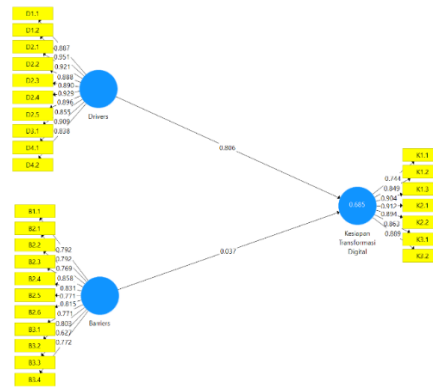 D1.1
D1.2
D2.1
D2.2
D2.3
D2.4
D2.5
D3.1
D4.1
D4.2
0.807
0.951
0.921
0.888
0.890
0.929
0.896
0.855
0.909
0.838
Drivers
0.806
B1.1
B2.1
B2.2
B2.3
B2.4
B2.5
B2.6
B3.1
B3.2
B3.3
B3.4
0.792
0.792
0.769
0.858
0.831
0.771
0.815
0.771
0.803
0.627
0.772
Barriers
0.037
0.685
Kesiapan
Transformasi
Digital
0.744
0.849
0.904
0.912
0.894
0.863
0.889
K1.1
K1.2
K1.3
K2.1
K2.2
K3.1
K3.2